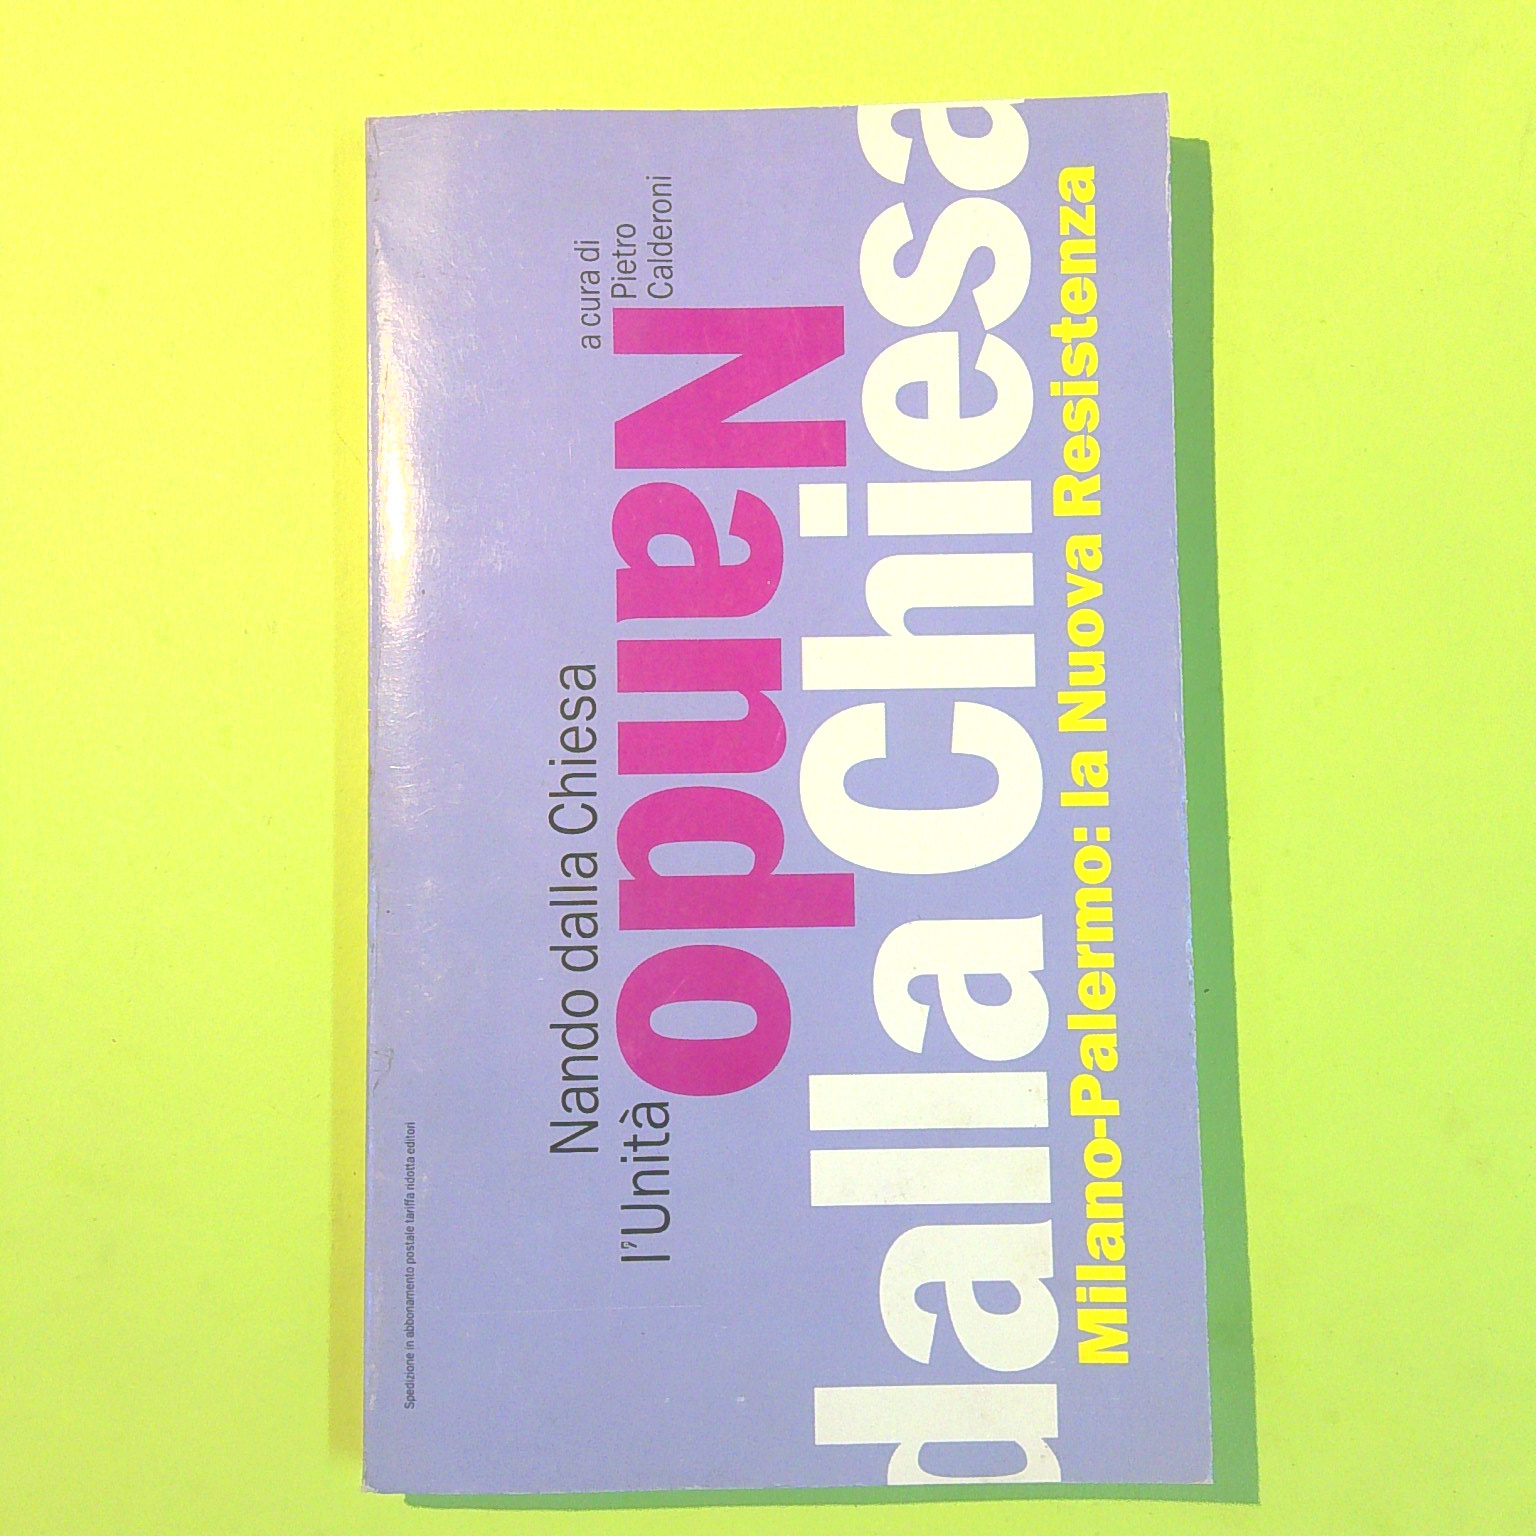 Spedizione in abbonamento postale tariffa ridotta editori
Nando dalla Chiesa
l'Unità
a cura di
Pietro
Calderoni
Nando
dalla Chiesa
Milano-Palermo: la Nuova Resistenza